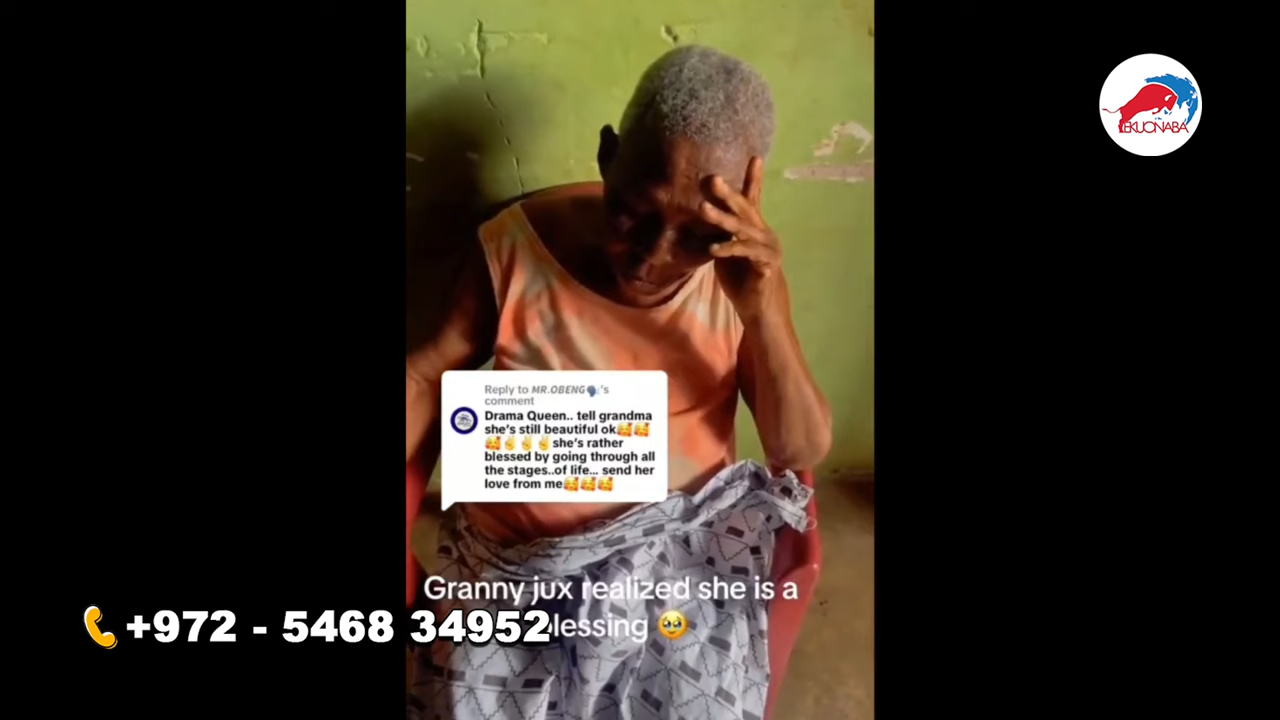 EKUONABA
Reply to MR.OBENG🗣️'s
comment
Drama Queen.. tell grandma
she's still beautiful ok🥰🥰
🥰✌️✌️✌️she's rather
blessed by going through all
the stages..of life... send her
love from me🥰🥰🥰
Granny jux realized she is a
lessing 🥹
+972 - 5468 34952